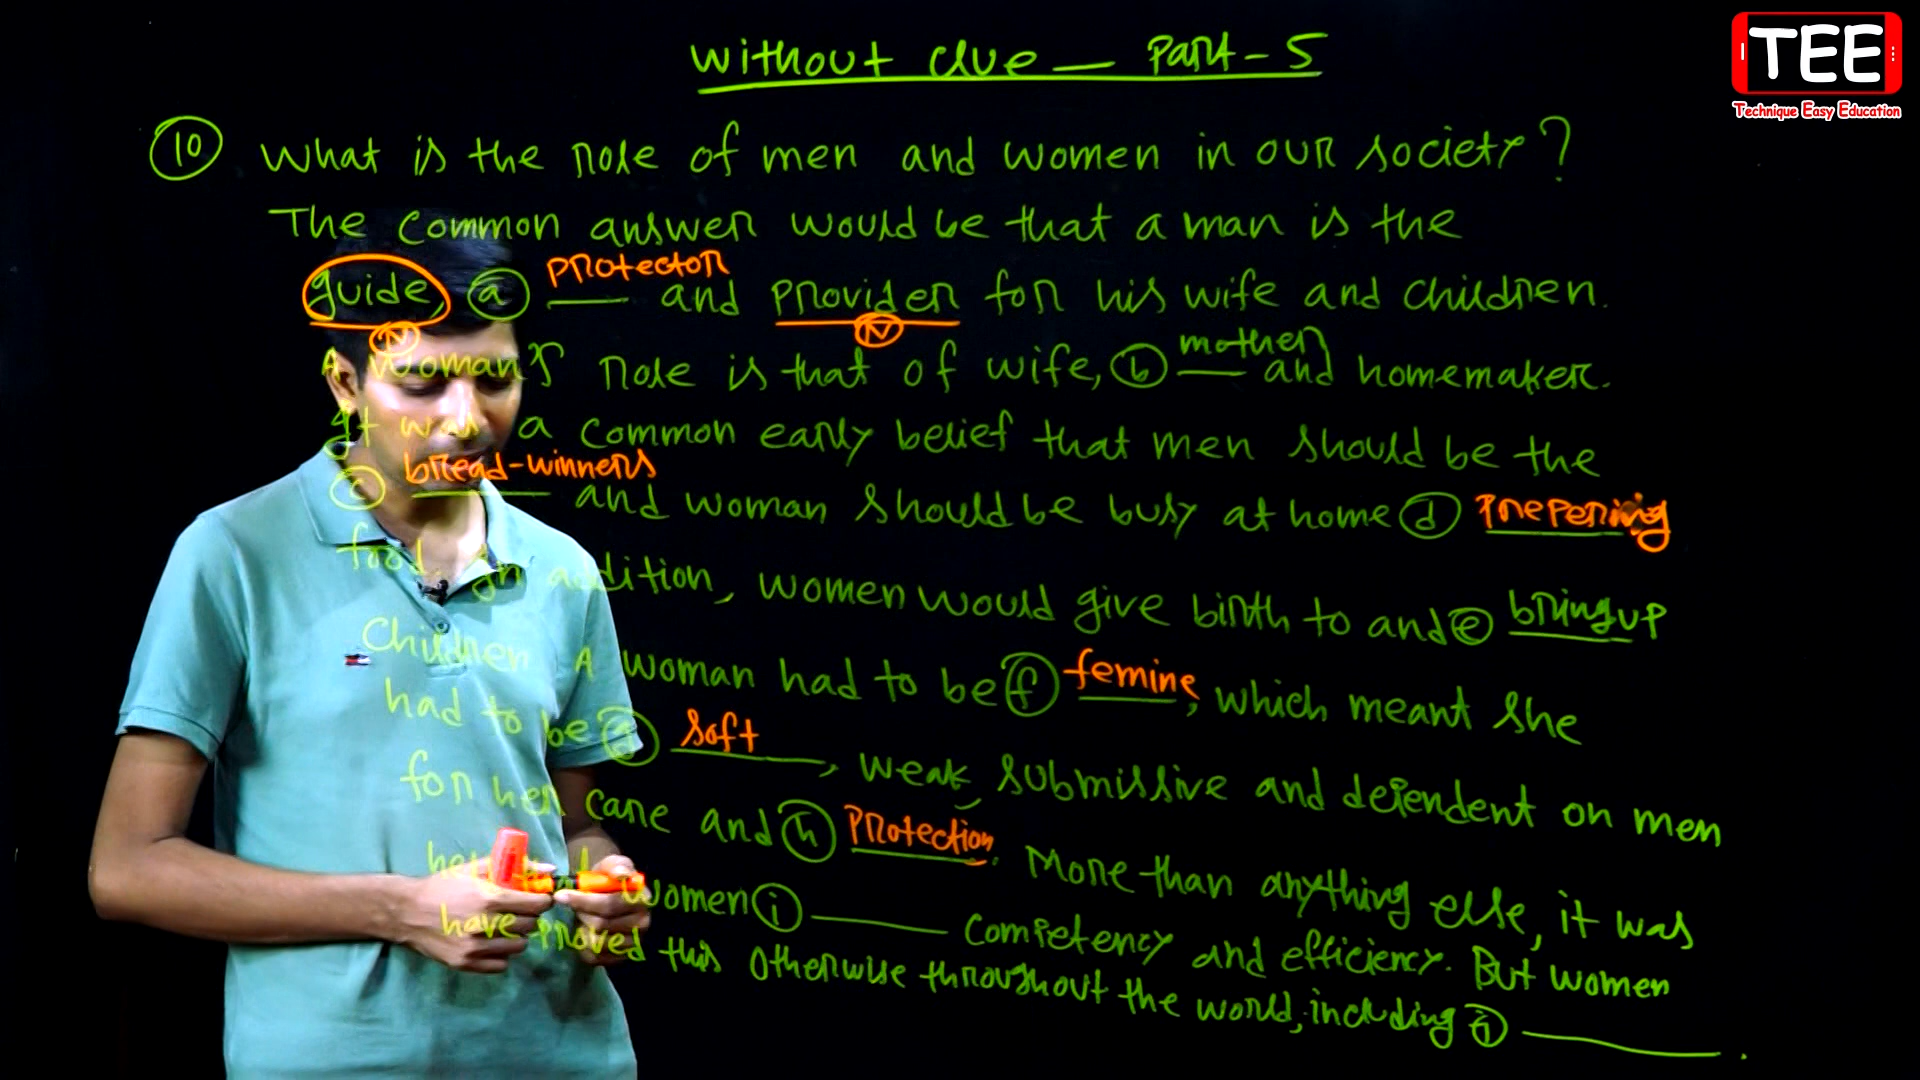 without clue — Part-5
TEE
Technique Easy Education
10 What is the role of men and women in our society?
The common answer would be that a man is the
guide, a protector and provider for his wife and children.
N N
A woman's role is that of wife, b mother and homemaker.
It was a common early belief that men should be the
c bread-winners and woman should be busy at home d prepering
food. In addition, women would give birth to and e bring up
children. A woman had to be f femine, which meant she
had to be g soft, weak, submissive and dependent on men
for her care and h protection. More than anything else, it was
held women i ____ competency and efficiency. But women
have proved this otherwise throughout the world, including j ____.